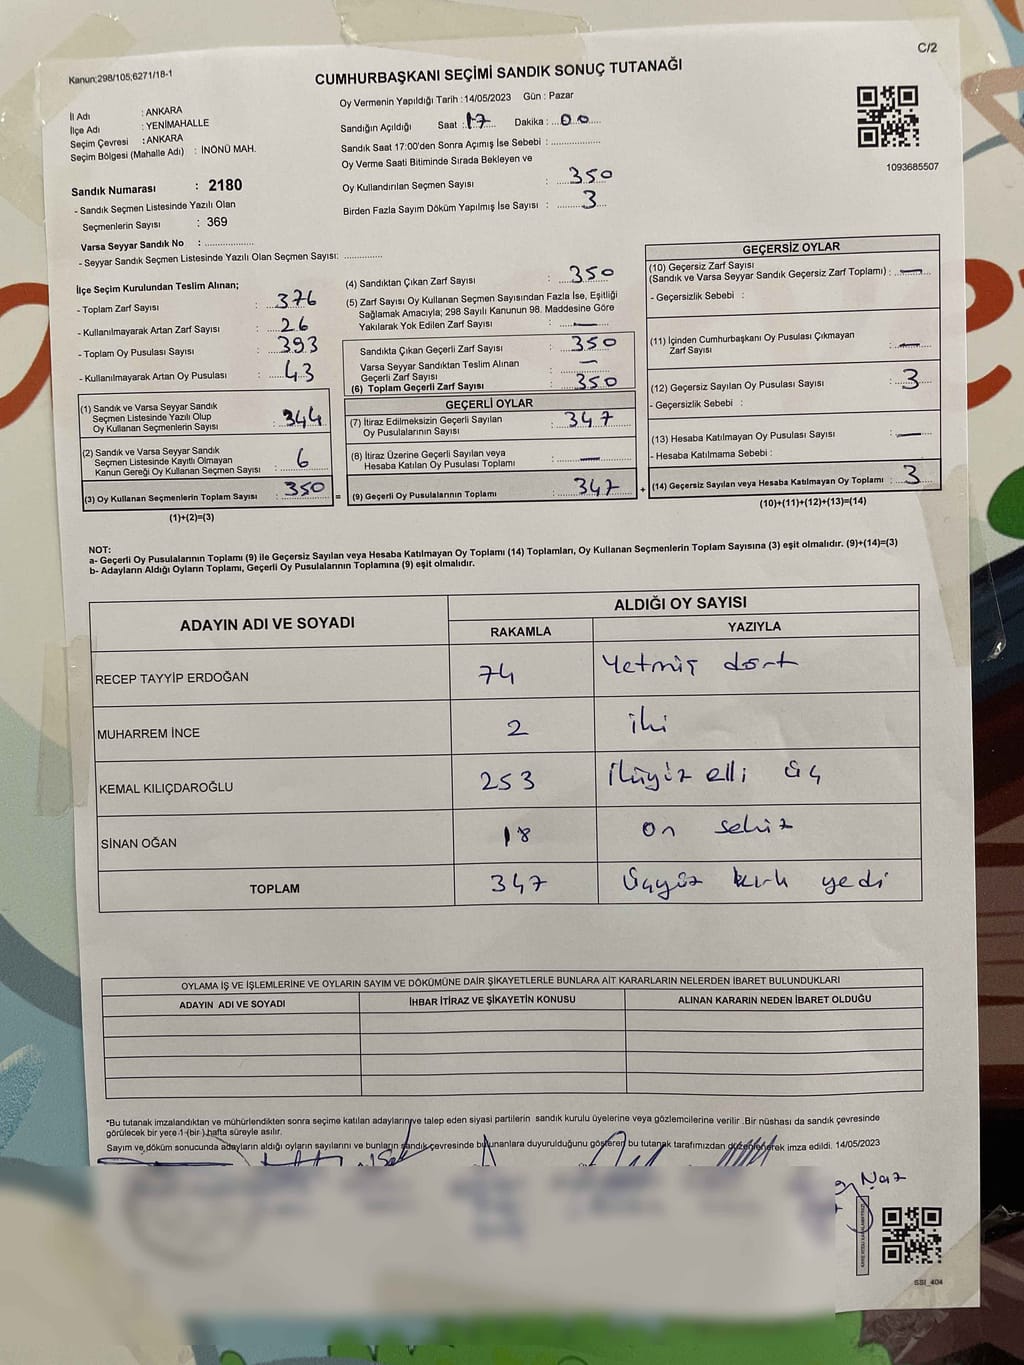 C/2
Kanun;298/105,6271/18-1
CUMHURBAŞKANI SEÇİMİ SANDIK SONUÇ TUTANAĞI
İl Adı : ANKARA
İlçe Adı : YENİMAHALLE
Seçim Çevresi : ANKARA
Seçim Bölgesi (Mahalle Adı) : İNÖNÜ MAH.
Oy Vermenin Yapıldığı Tarih :14/05/2023 Gün : Pazar
Sandığın Açıldığı Saat : 17 Dakika : 00
Sandık Saat 17:00'den Sonra Açımış İse Sebebi :
Oy Verme Saati Bitiminde Sırada Bekleyen ve
Oy Kullandırılan Seçmen Sayısı : 350
Birden Fazla Sayım Döküm Yapılmış İse Sayısı : 3
1093685507
Sandık Numarası : 2180
- Sandık Seçmen Listesinde Yazılı Olan
Seçmenlerin Sayısı : 369
Varsa Seyyar Sandık No :
- Seyyar Sandık Seçmen Listesinde Yazılı Olan Seçmen Sayısı:
İlçe Seçim Kurulundan Teslim Alınan;
- Toplam Zarf Sayısı : 376
- Kullanılmayarak Artan Zarf Sayısı : 26
- Toplam Oy Pusulası Sayısı : 393
- Kullanılmayarak Artan Oy Pusulası : 43
(1) Sandık ve Varsa Seyyar Sandık
Seçmen Listesinde Yazılı Olup
Oy Kullanan Seçmenlerin Sayısı : 344
(2) Sandık ve Varsa Seyyar Sandık
Seçmen Listesinde Kayıtlı Olmayan
Kanun Gereği Oy Kullanan Seçmen Sayısı : 6
(3) Oy Kullanan Seçmenlerin Toplam Sayısı : 350
(1)+(2)=(3)
(4) Sandıktan Çıkan Zarf Sayısı : 350
(5) Zarf Sayısı Oy Kullanan Seçmen Sayısından Fazla İse, Eşitliği
Sağlamak Amacıyla; 298 Sayılı Kanunun 98. Maddesine Göre
Yakılarak Yok Edilen Zarf Sayısı : —
Sandıkta Çıkan Geçerli Zarf Sayısı : 350
Varsa Seyyar Sandıktan Teslim Alınan
Geçerli Zarf Sayısı : —
(6) Toplam Geçerli Zarf Sayısı : 350
GEÇERLİ OYLAR
(7) İtiraz Edilmeksizin Geçerli Sayılan
Oy Pusulalarının Sayısı : 347
(8) İtiraz Üzerine Geçerli Sayılan veya
Hesaba Katılan Oy Pusulası Toplamı : —
= (9) Geçerli Oy Pusulalarının Toplamı : 347
GEÇERSİZ OYLAR
(10) Geçersiz Zarf Sayısı
(Sandık ve Varsa Seyyar Sandık Geçersiz Zarf Toplamı) : —
- Geçersizlik Sebebi :
(11) İçinden Cumhurbaşkanı Oy Pusulası Çıkmayan
Zarf Sayısı : —
(12) Geçersiz Sayılan Oy Pusulası Sayısı : 3
- Geçersizlik Sebebi :
(13) Hesaba Katılmayan Oy Pusulası Sayısı : —
- Hesaba Katılmama Sebebi :
+ (14) Geçersiz Sayılan veya Hesaba Katılmayan Oy Toplamı : 3
(10)+(11)+(12)+(13)=(14)
NOT:
a- Geçerli Oy Pusulalarının Toplamı (9) ile Geçersiz Sayılan veya Hesaba Katılmayan Oy Toplamı (14) Toplamları, Oy Kullanan Seçmenlerin Toplam Sayısına (3) eşit olmalıdır. (9)+(14)=(3)
b- Adayların Aldığı Oyların Toplamı, Geçerli Oy Pusulalarının Toplamına (9) eşit olmalıdır.
ADAYIN ADI VE SOYADI
ALDIĞI OY SAYISI
RAKAMLA YAZIYLA
RECEP TAYYİP ERDOĞAN 74 Yetmiş dört
MUHARREM İNCE 2 iki
KEMAL KILIÇDAROĞLU 253 İkiyüz elli üç
SİNAN OĞAN 18 on sekiz
TOPLAM 347 Üçyüz kırk yedi
OYLAMA İŞ VE İŞLEMLERİNE VE OYLARIN SAYIM VE DÖKÜMÜNE DAİR ŞİKAYETLERLE BUNLARA AİT KARARLARIN NELERDEN İBARET BULUNDUKLARI
ADAYIN ADI VE SOYADI İHBAR İTİRAZ VE ŞİKAYETİN KONUSU ALINAN KARARIN NEDEN İBARET OLDUĞU
*Bu tutanak imzalandıktan ve mühürlendikten sonra seçime katılan adayların ve talep eden siyasi partilerin sandık kurulu üyelerine veya gözlemcilerine verilir .Bir nüshası da sandık çevresinde
görülecek bir yere 1 (bir ) hafta süreyle asılır.
Sayım ve döküm sonucunda adayların aldığı oyların sayılarını ve bunların sandık çevresinde bulunanlara duyurulduğunu gösteren bu tutanak tarafımızdan düzenlenerek imza edildi. 14/05/2023
Naz
SSI_404